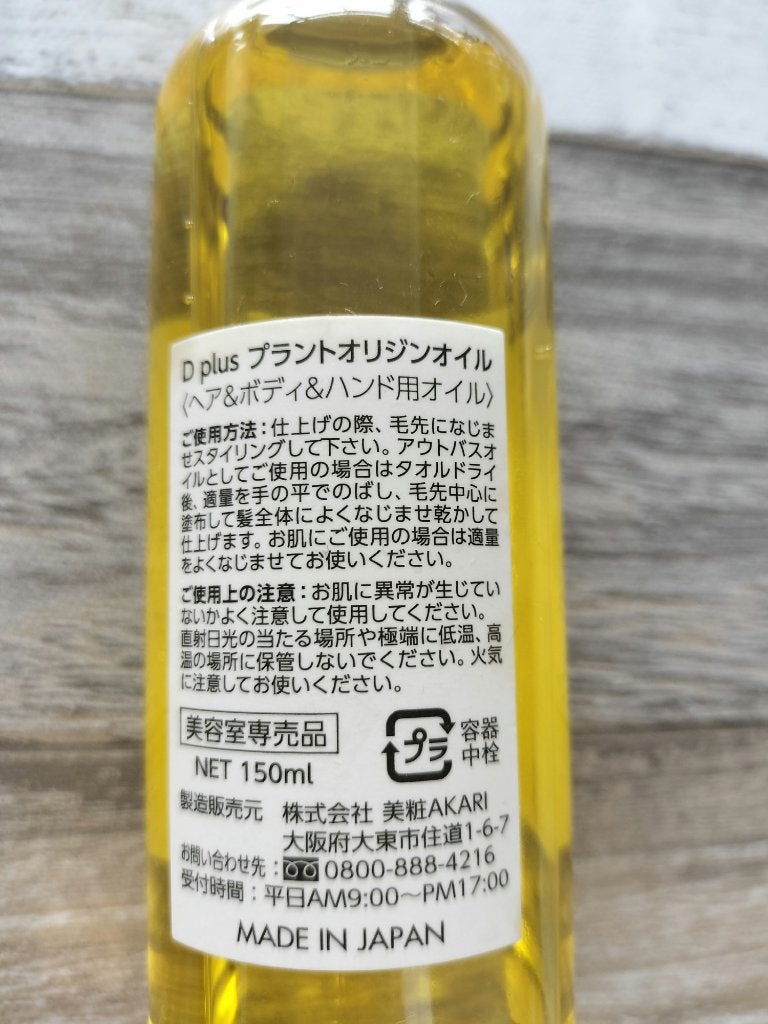 D plus プラントオリジンオイル
〈ヘア&ボディ&ハンド用オイル〉
ご使用方法：仕上げの際、毛先になじま
せスタイリングして下さい。アウトバスオ
イルとしてご使用の場合はタオルドライ
後、適量を手の平でのばし、毛先中心に
塗布して髪全体によくなじませ乾かして
仕上げます。お肌にご使用の場合は適量
をよくなじませてお使いください。
ご使用上の注意：お肌に異常が生じてい
ないかよく注意して使用してください。
直射日光の当たる場所や極端に低温、高
温の場所に保管しないでください。火気
に注意してお使いください。
美容室専売品
プラ 容器
中栓
NET 150ml
製造販売元 株式会社 美粧AKARI
大阪府大東市住道1-6-7
お問い合わせ先：0800-888-4216
受付時間：平日AM9:00～PM17:00
MADE IN JAPAN